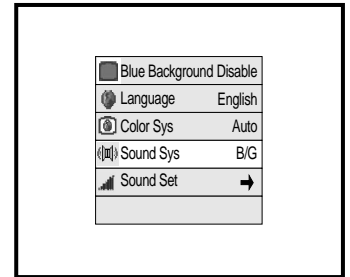 Blue Background Disable
Language English
Color Sys Auto
Sound Sys B/G
Sound Set